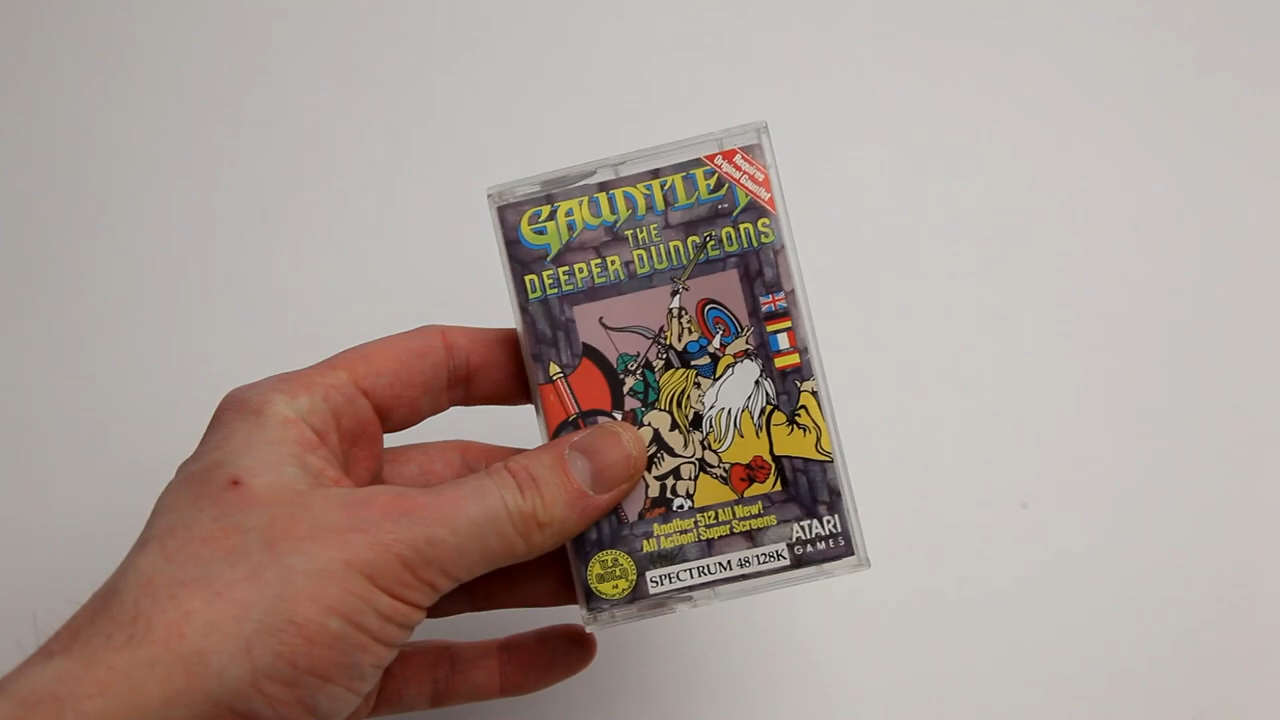 Requires
Original Gauntlet
GAUNTLET
THE
DEEPER DUNGEONS
Another 512 All New!
All Action! Super Screens
ATARI
GAMES
U.S.
GOLD
SPECTRUM 48/128K